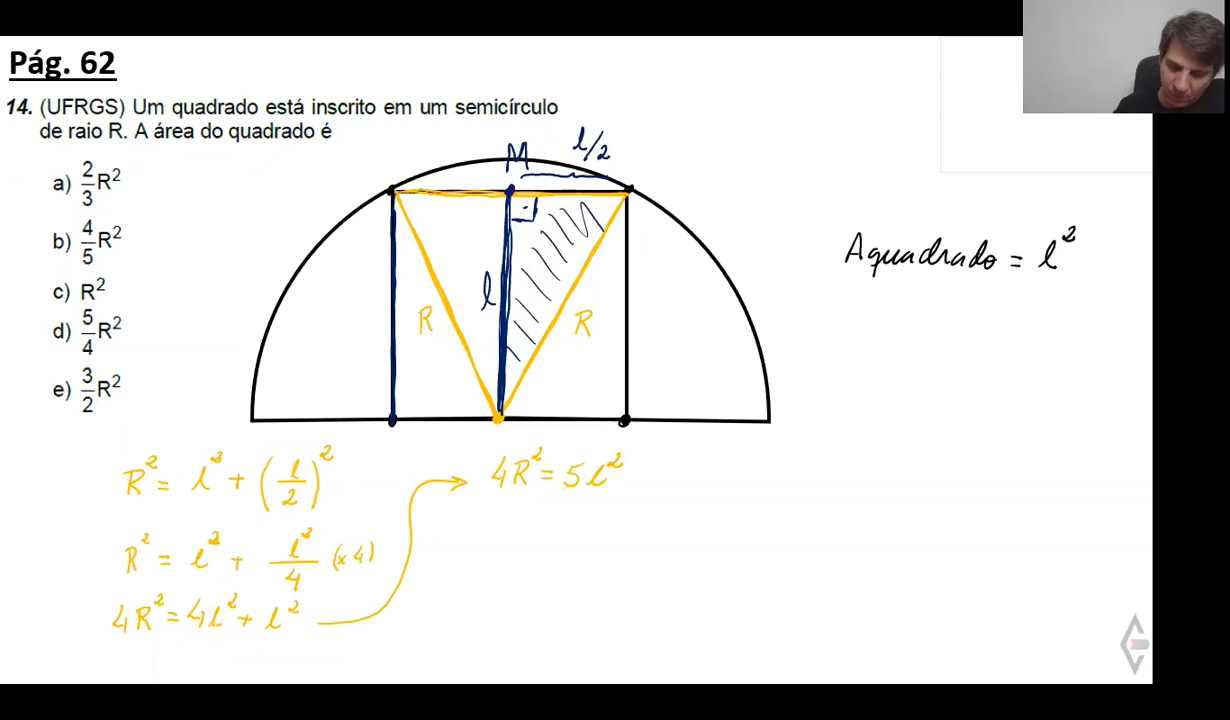 Pág. 62
14. (UFRGS) Um quadrado está inscrito em um semicírculo
de raio R. A área do quadrado é
a) 2/3 R²
b) 4/5 R²
c) R²
d) 5/4 R²
e) 3/2 R²
M
l/2
l
R
R
A quadrado = l²
R² = l² + (l/2)²
R² = l² + l²/4 (x4)
4R² = 4l² + l²
4R² = 5l²